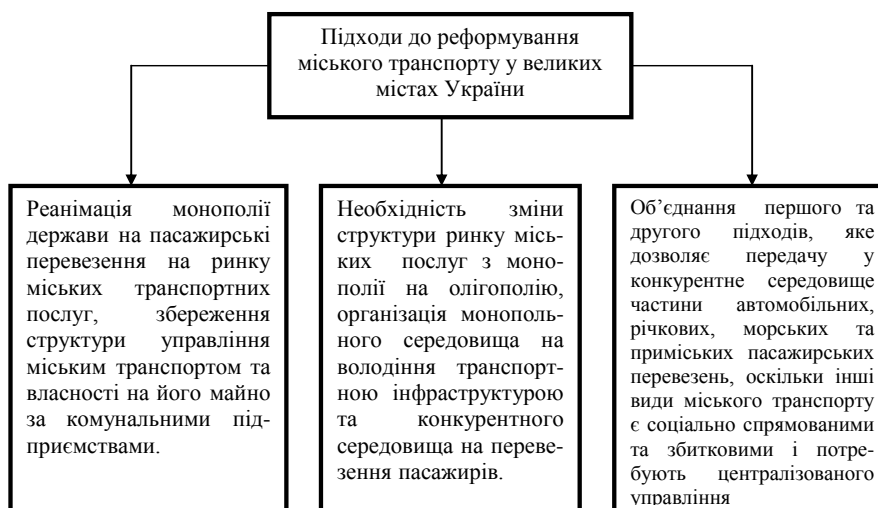 Підходи до реформування
міського транспорту у великих
містах України
Реанімація монополії
держави на пасажирські
перевезення на ринку
міських транспортних
послуг, збереження
структури управління
міським транспортом та
власності на його майно
за комунальними під-
приємствами.
Необхідність зміни
структури ринку місь-
ких послуг з моно-
полії на олігополію,
організація монополь-
ного середовища на
володіння транспорт-
ною інфраструктурою
та конкурентного
середовища на переве-
зення пасажирів.
Об’єднання першого та
другого підходів, яке
дозволяє передачу у
конкурентне середовище
частини автомобільних,
річкових, морських та
приміських пасажирських
перевезень, оскільки інші
види міського транспорту
є соціально спрямованими
та збитковими і потре-
бують централізованого
управління